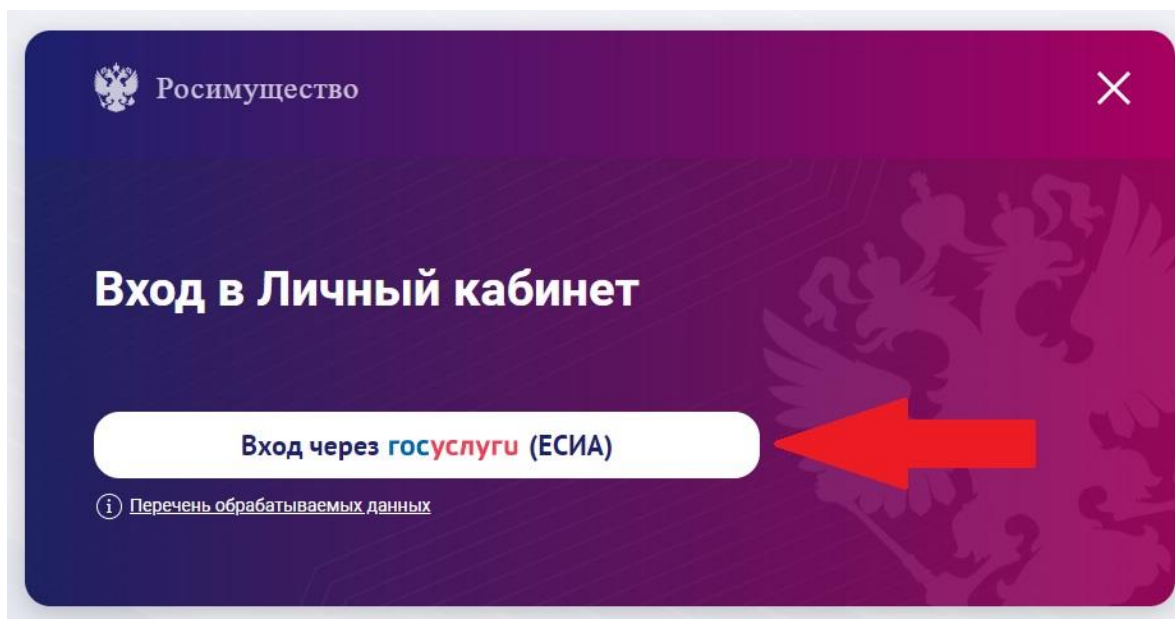 Росимущество
Вход в Личный кабинет
Вход через госуслуги (ЕСИА)
i Перечень обрабатываемых данных